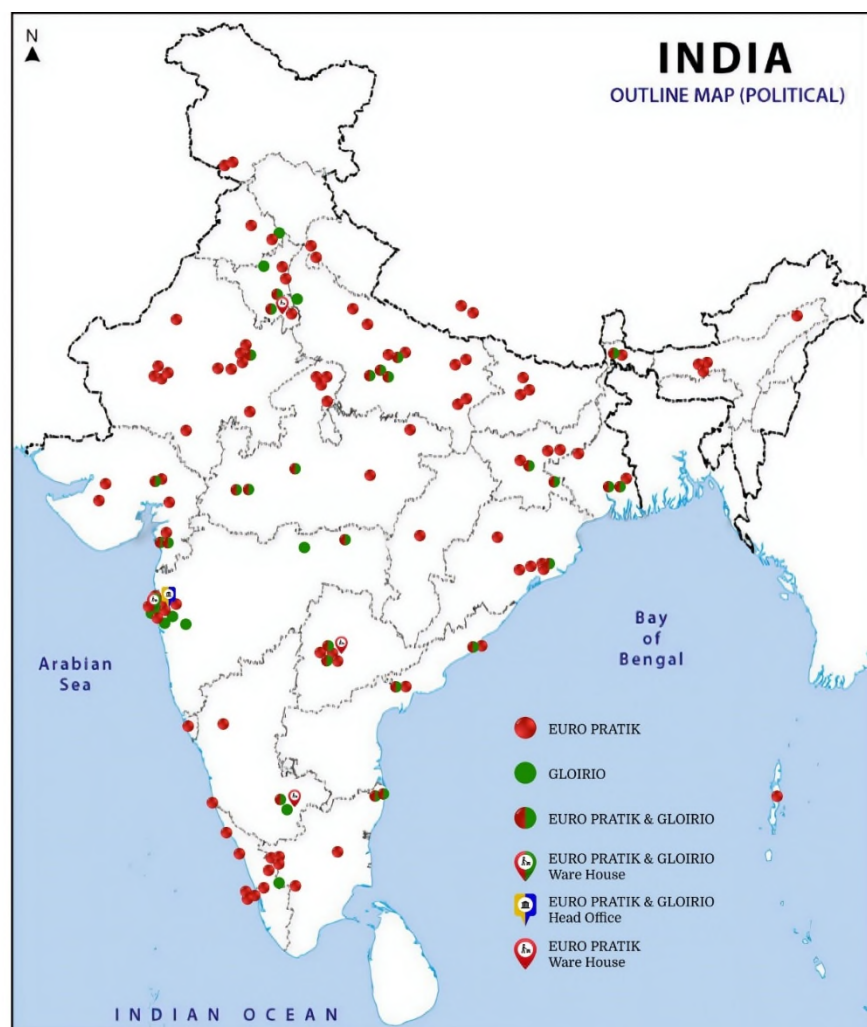 N
INDIA
OUTLINE MAP (POLITICAL)
Arabian
Sea
Bay
of
Bengal
EURO PRATIK
GLOIRIO
EURO PRATIK & GLOIRIO
EURO PRATIK & GLOIRIO
Ware House
EURO PRATIK & GLOIRIO
Head Office
EURO PRATIK
Ware House
INDIAN OCEAN